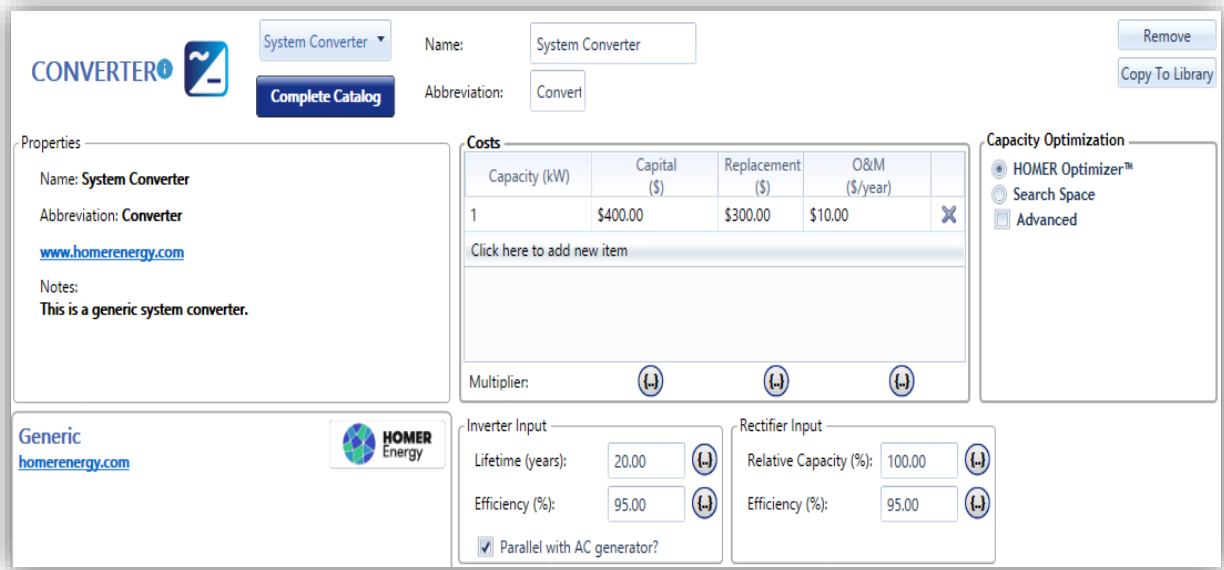 CONVERTER
System Converter
Complete Catalog
Name: System Converter
Abbreviation: Convert
Remove
Copy To Library
Properties
Name: System Converter
Abbreviation: Converter
www.homerenergy.com
Notes:
This is a generic system converter.
Costs
Capacity (kW) Capital ($) Replacement ($) O&M ($/year)
1 $400.00 $300.00 $10.00
Click here to add new item
Multiplier: {..} {..} {..}
Capacity Optimization
HOMER Optimizer™
Search Space
Advanced
Generic
homerenergy.com
HOMER
Energy
Inverter Input
Lifetime (years): 20.00 {..}
Efficiency (%): 95.00 {..}
Parallel with AC generator?
Rectifier Input
Relative Capacity (%): 100.00 {..}
Efficiency (%): 95.00 {..}